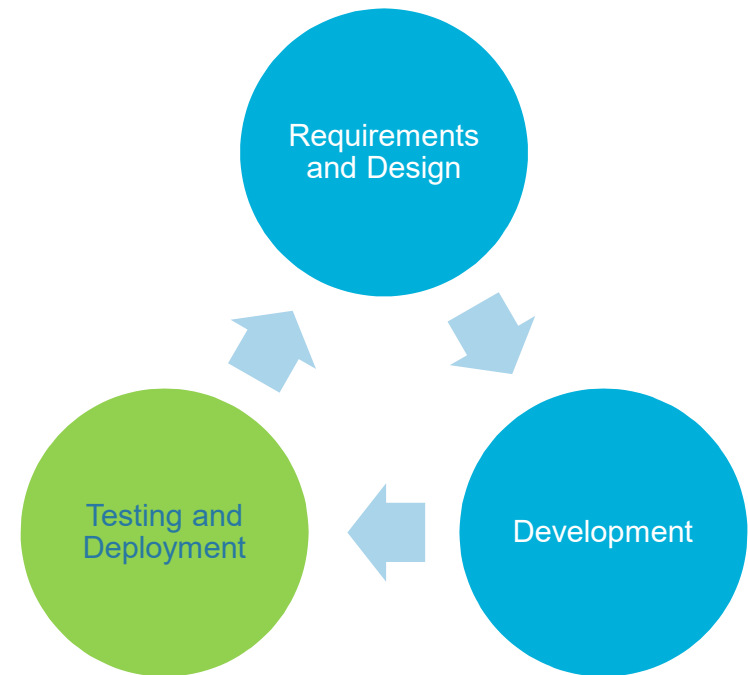 Requirements
and Design
Testing and
Deployment
Development